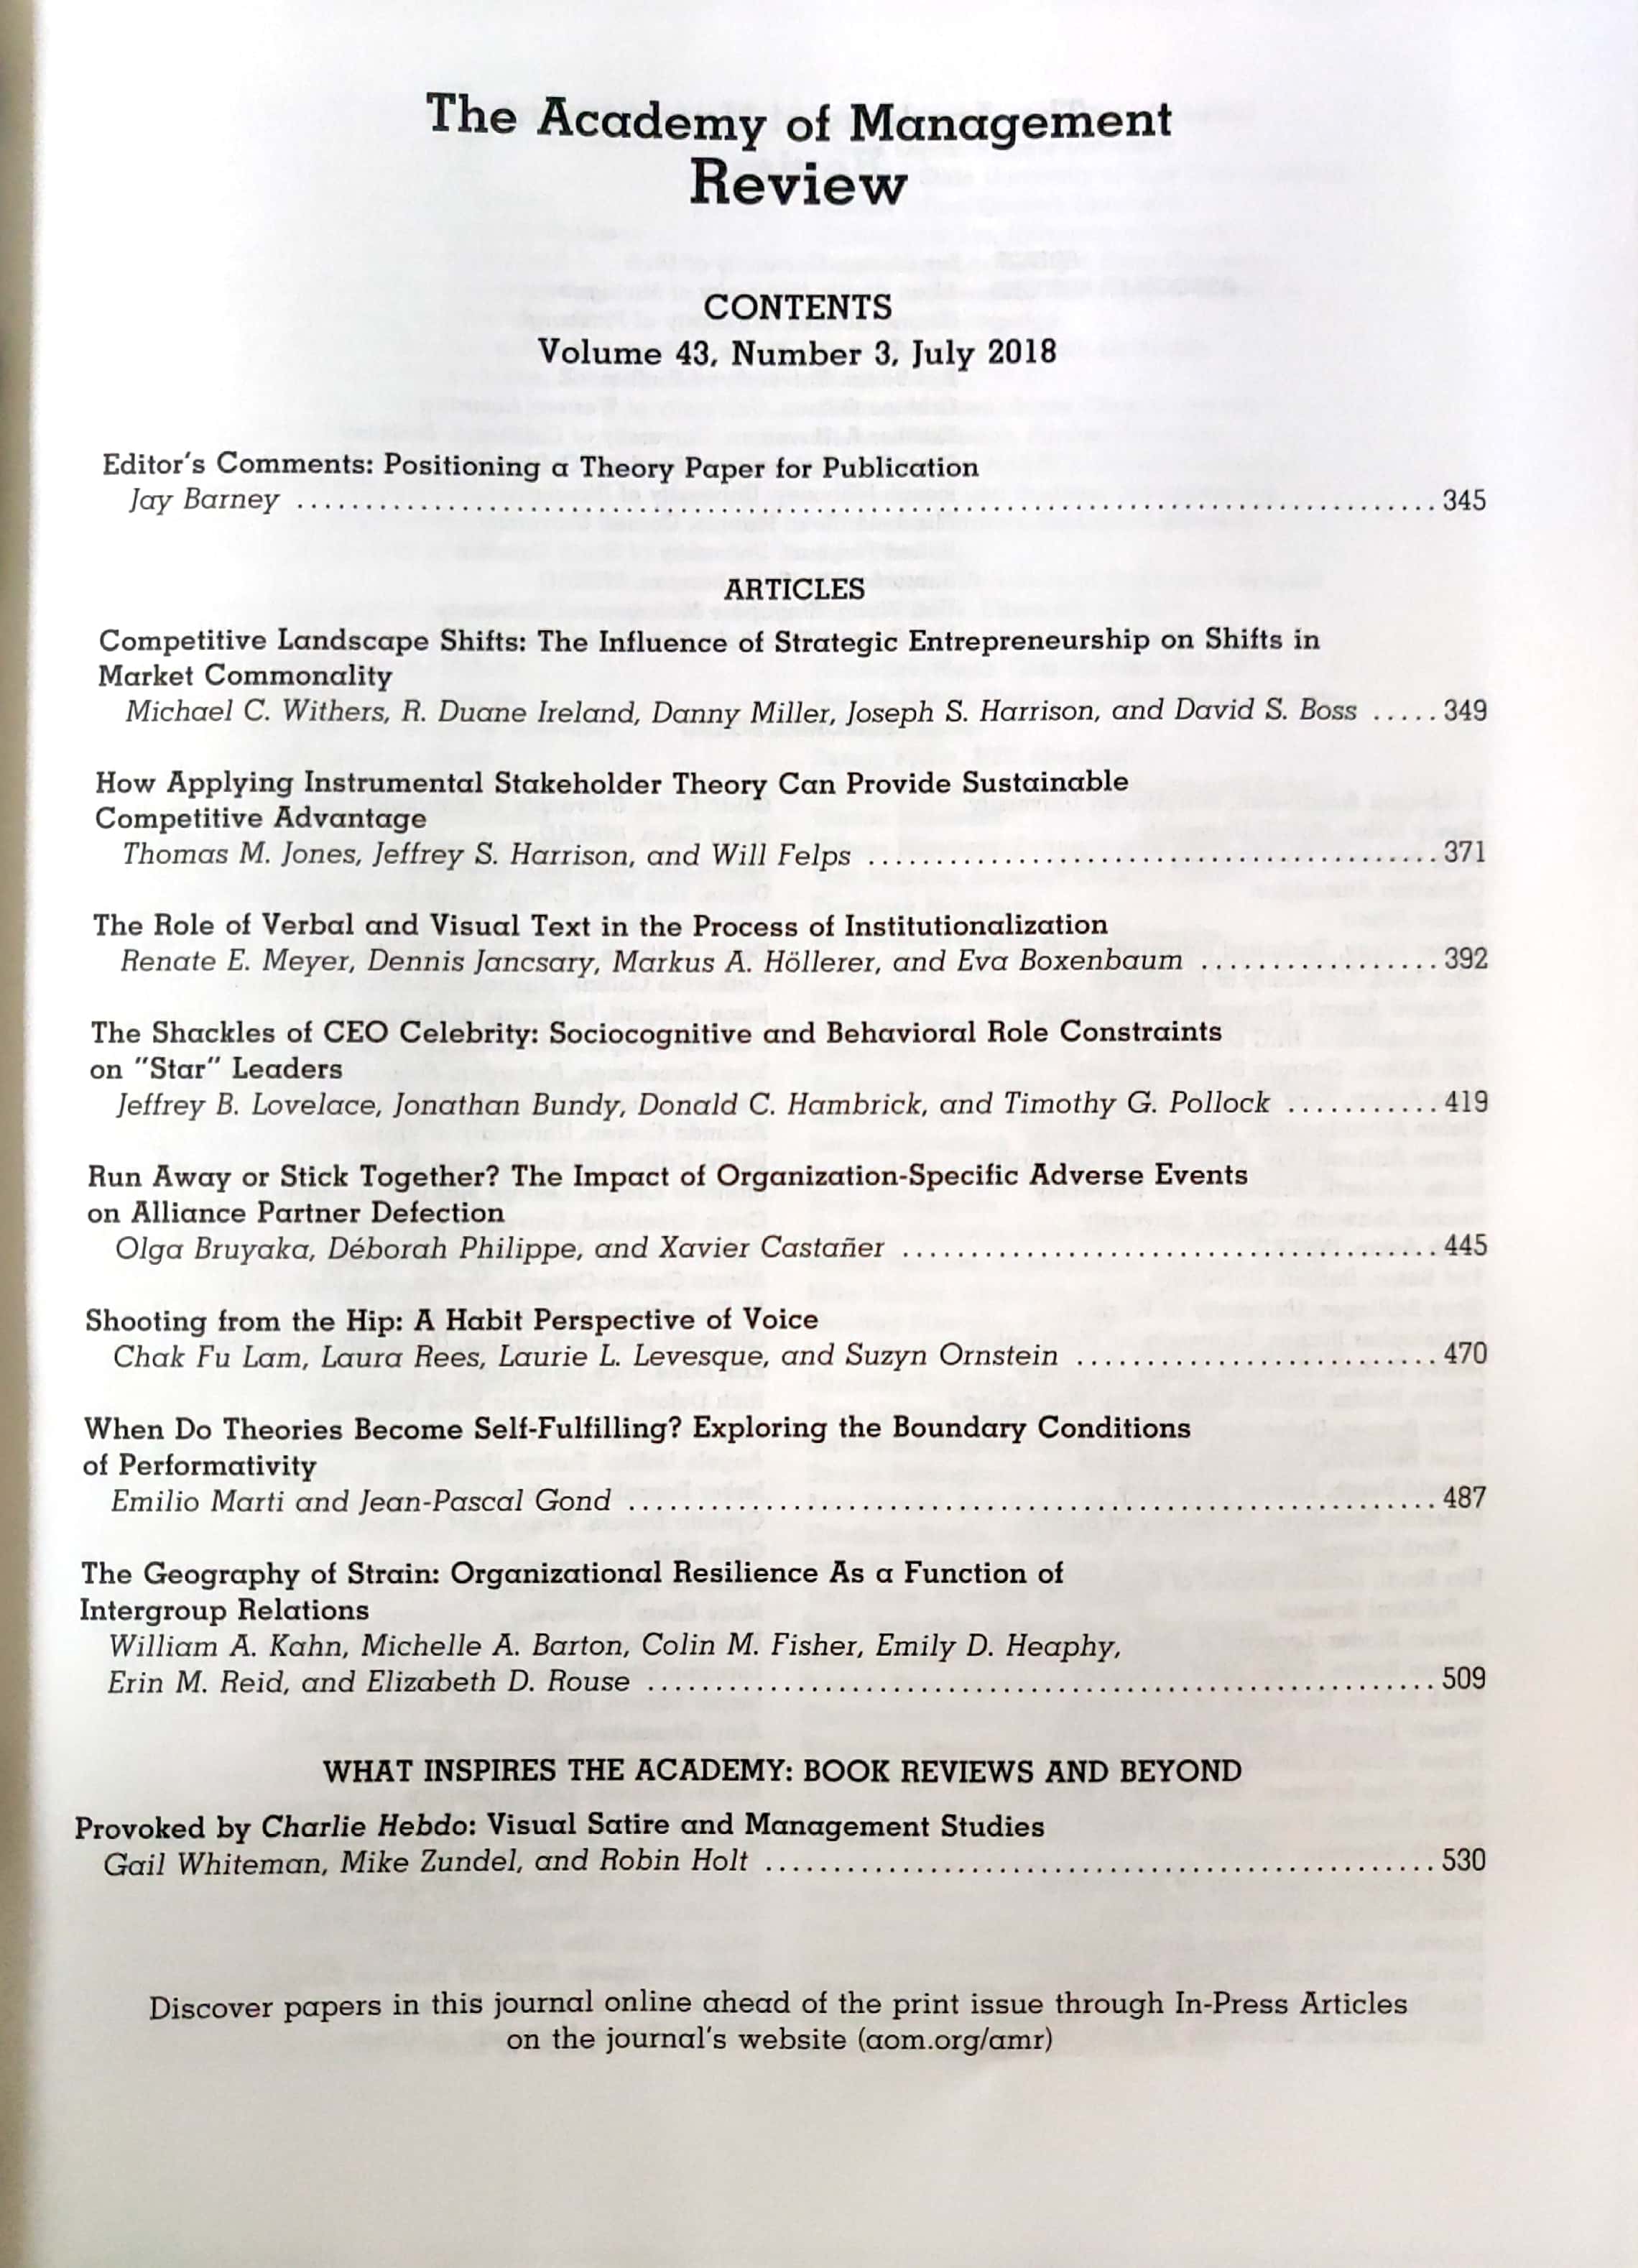 The Academy of Management
Review
CONTENTS
Volume 43, Number 3, July 2018
Editor's Comments: Positioning a Theory Paper for Publication
Jay Barney ........................................................................ 345
ARTICLES
Competitive Landscape Shifts: The Influence of Strategic Entrepreneurship on Shifts in
Market Commonality
Michael C. Withers, R. Duane Ireland, Danny Miller, Joseph S. Harrison, and David S. Boss ..... 349
How Applying Instrumental Stakeholder Theory Can Provide Sustainable
Competitive Advantage
Thomas M. Jones, Jeffrey S. Harrison, and Will Felps ........................................ 371
The Role of Verbal and Visual Text in the Process of Institutionalization
Renate E. Meyer, Dennis Jancsary, Markus A. Höllerer, and Eva Boxenbaum ................. 392
The Shackles of CEO Celebrity: Sociocognitive and Behavioral Role Constraints
on "Star" Leaders
Jeffrey B. Lovelace, Jonathan Bundy, Donald C. Hambrick, and Timothy G. Pollock ........... 419
Run Away or Stick Together? The Impact of Organization-Specific Adverse Events
on Alliance Partner Defection
Olga Bruyaka, Déborah Philippe, and Xavier Castañer ...................................... 445
Shooting from the Hip: A Habit Perspective of Voice
Chak Fu Lam, Laura Rees, Laurie L. Levesque, and Suzyn Ornstein .......................... 470
When Do Theories Become Self-Fulfilling? Exploring the Boundary Conditions
of Performativity
Emilio Marti and Jean-Pascal Gond ......................................................... 487
The Geography of Strain: Organizational Resilience As a Function of
Intergroup Relations
William A. Kahn, Michelle A. Barton, Colin M. Fisher, Emily D. Heaphy,
Erin M. Reid, and Elizabeth D. Rouse ....................................................... 509
WHAT INSPIRES THE ACADEMY: BOOK REVIEWS AND BEYOND
Provoked by Charlie Hebdo: Visual Satire and Management Studies
Gail Whiteman, Mike Zundel, and Robin Holt ................................................ 530
Discover papers in this journal online ahead of the print issue through In-Press Articles
on the journal's website (aom.org/amr)